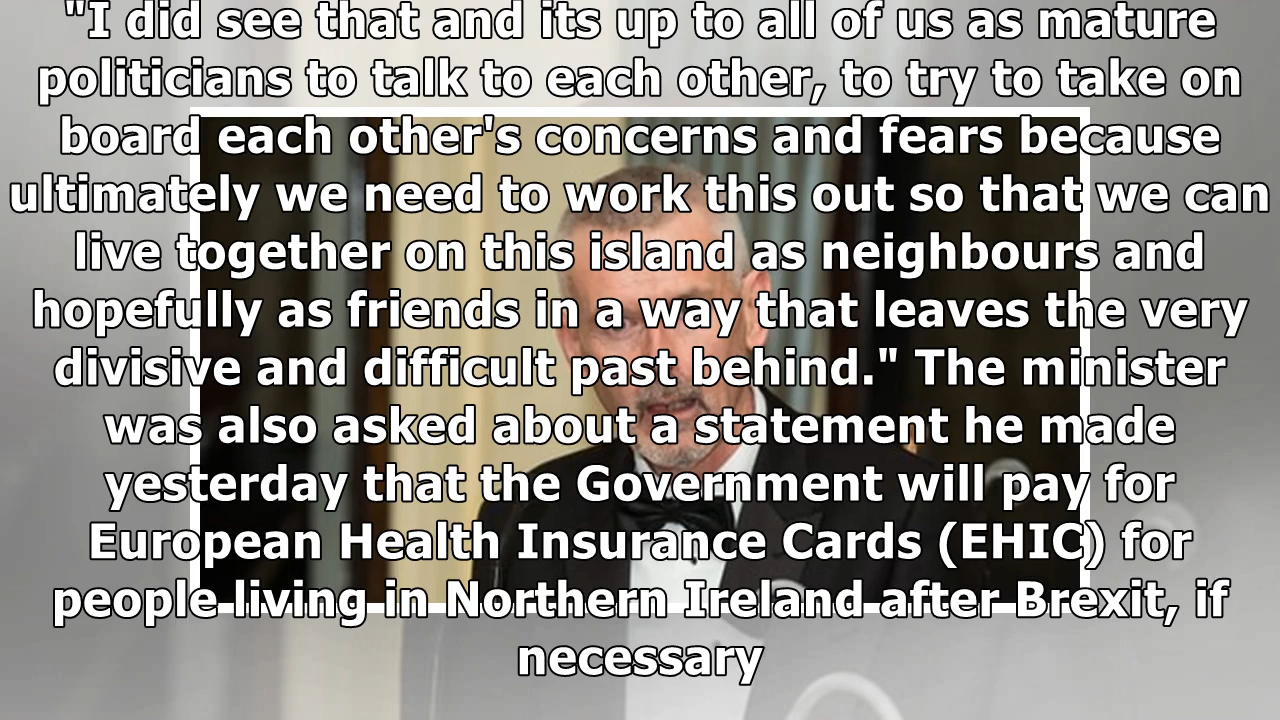 "I did see that and its up to all of us as mature
politicians to talk to each other, to try to take on
board each other's concerns and fears because
ultimately we need to work this out so that we can
live together on this island as neighbours and
hopefully as friends in a way that leaves the very
divisive and difficult past behind." The minister
was also asked about a statement he made
yesterday that the Government will pay for
European Health Insurance Cards (EHIC) for
people living in Northern Ireland after Brexit, if
necessary